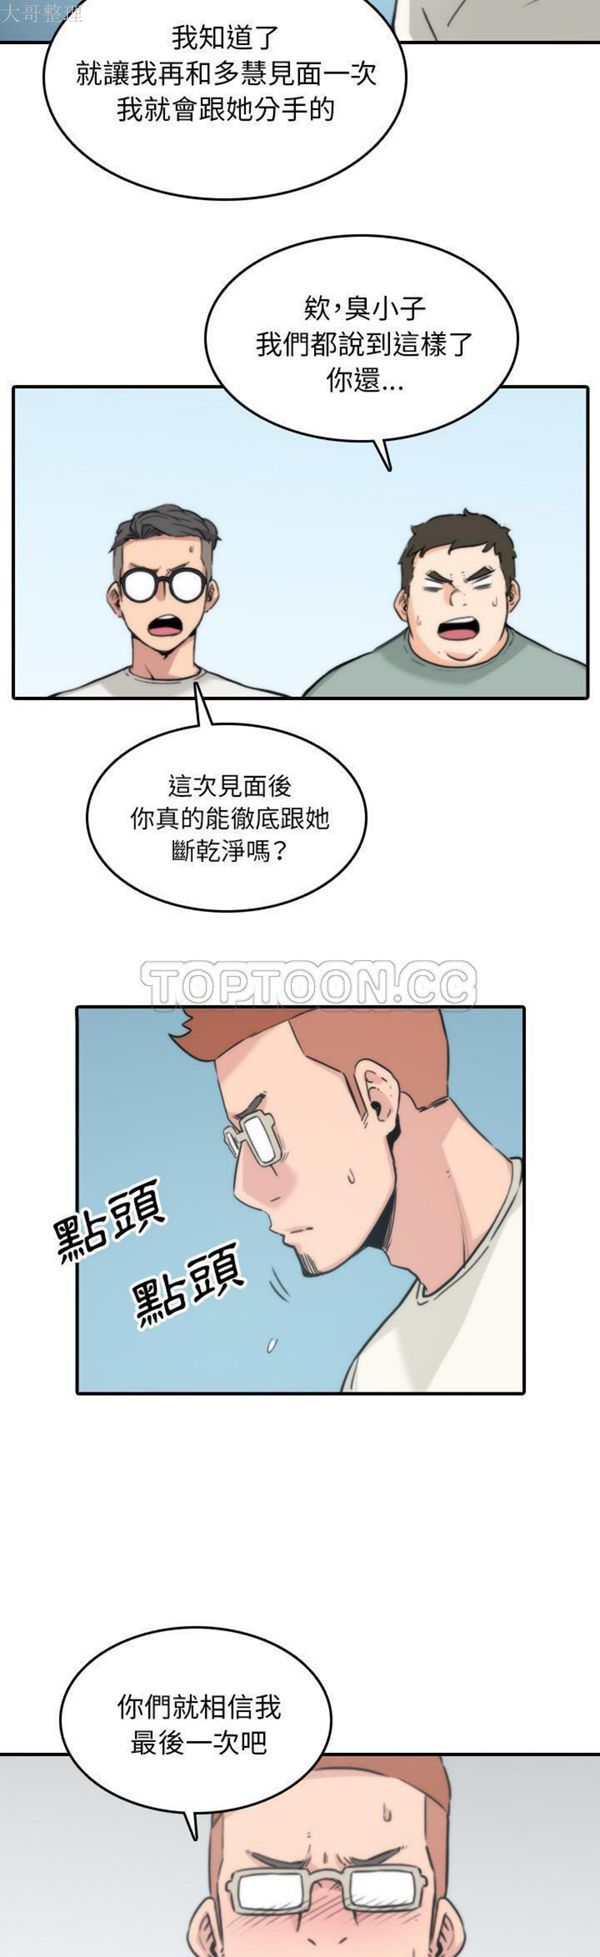 大哥整理
我知道了
就讓我再和多慧見面一次
我就會跟她分手的
欸，臭小子
我們都說到這樣了
你還...
這次見面後
你真的能徹底跟她
斷乾淨嗎？
TOPTOON.CC
點頭
點頭
你們就相信我
最後一次吧